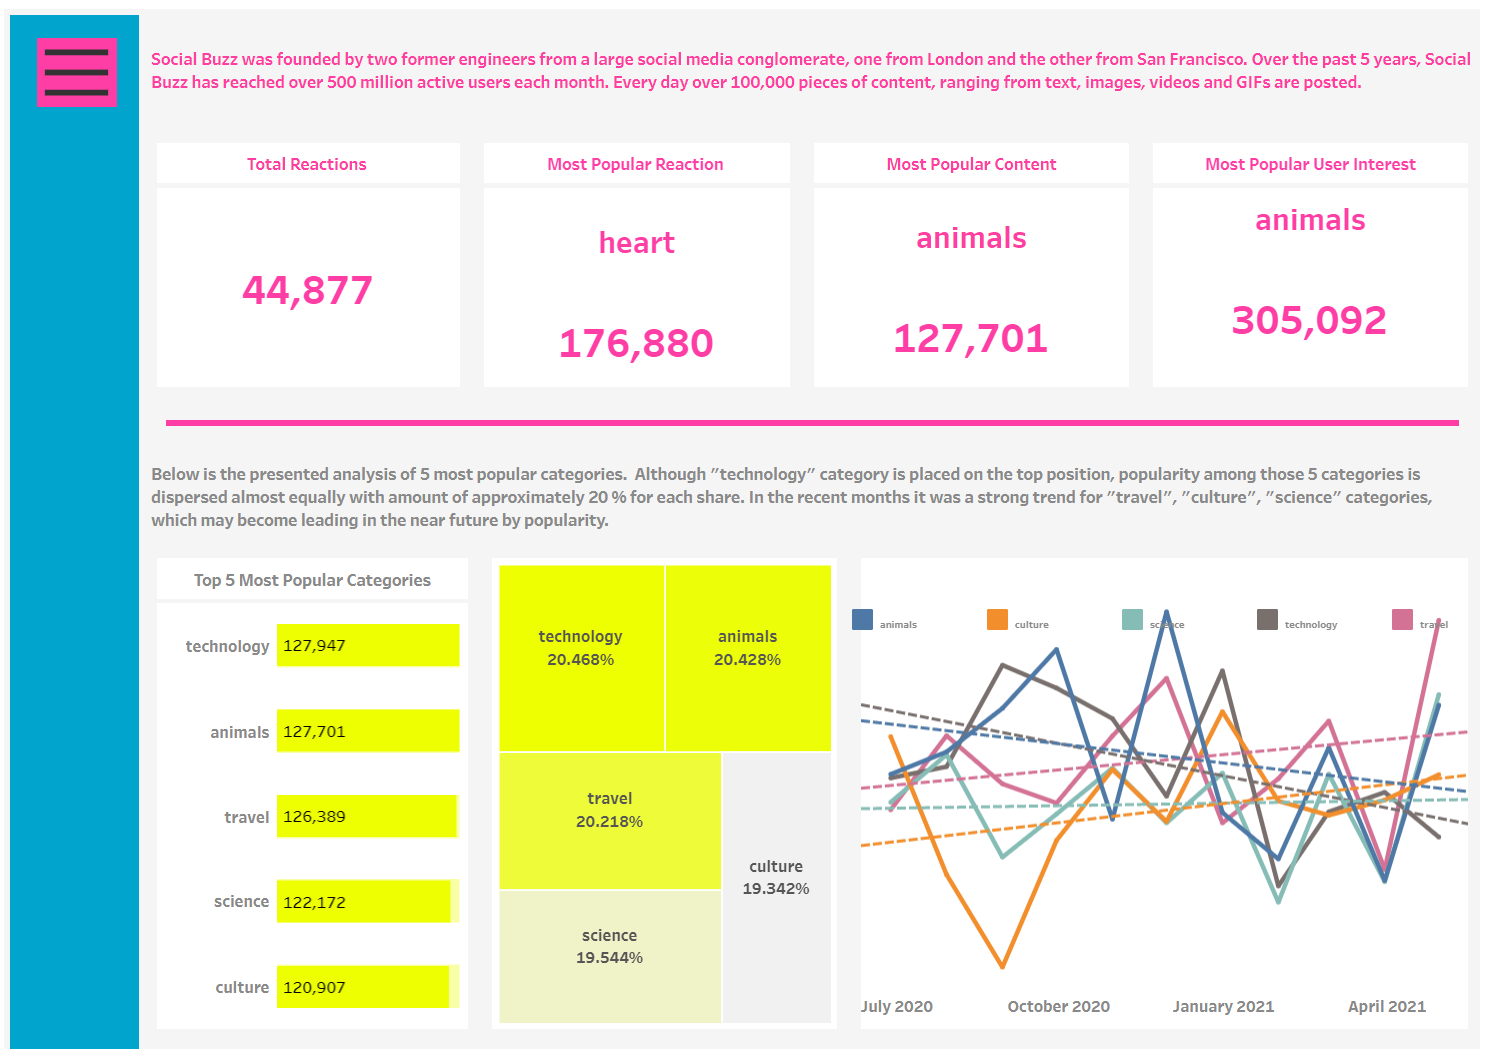 Social Buzz was founded by two former engineers from a large social media conglomerate, one from London and the other from San Francisco. Over the past 5 years, Social
Buzz has reached over 500 million active users each month. Every day over 100,000 pieces of content, ranging from text, images, videos and GIFs are posted.
Total Reactions
44,877
Most Popular Reaction
heart
176,880
Most Popular Content
animals
127,701
Most Popular User Interest
animals
305,092
Below is the presented analysis of 5 most popular categories.  Although "technology" category is placed on the top position, popularity among those 5 categories is
dispersed almost equally with amount of approximately 20 % for each share. In the recent months it was a strong trend for "travel", "culture", "science" categories,
which may become leading in the near future by popularity.
Top 5 Most Popular Categories
technology 127,947
animals 127,701
travel 126,389
science 122,172
culture 120,907
technology
20.468%
animals
20.428%
travel
20.218%
culture
19.342%
science
19.544%
animals culture science technology travel
July 2020 October 2020 January 2021 April 2021